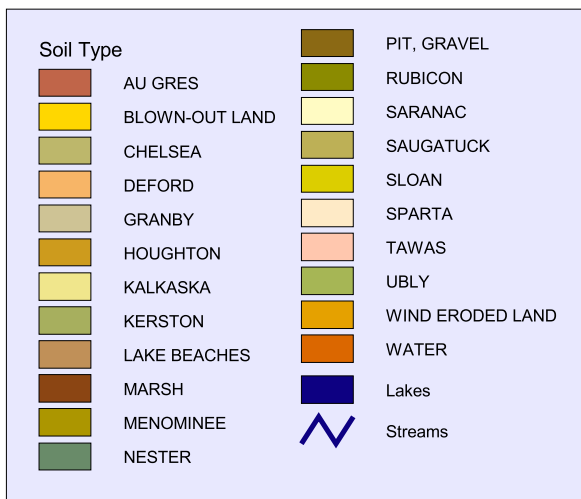 Soil Type
AU GRES
BLOWN-OUT LAND
CHELSEA
DEFORD
GRANBY
HOUGHTON
KALKASKA
KERSTON
LAKE BEACHES
MARSH
MENOMINEE
NESTER
PIT, GRAVEL
RUBICON
SARANAC
SAUGATUCK
SLOAN
SPARTA
TAWAS
UBLY
WIND ERODED LAND
WATER
Lakes
Streams